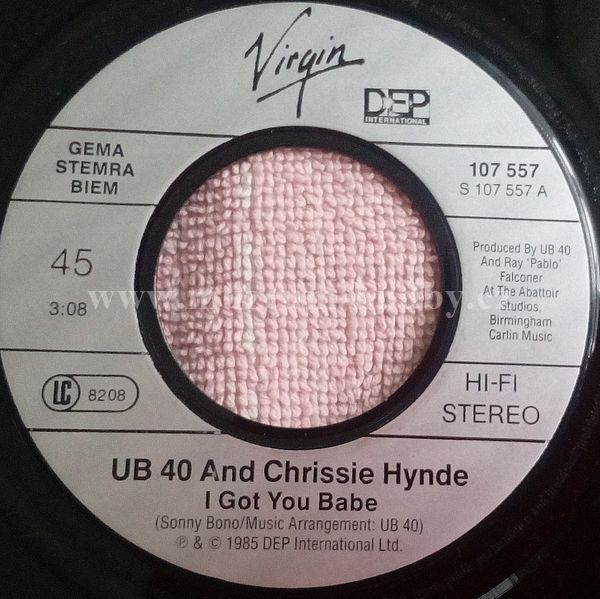 Virgin
DEP
INTERNATIONAL
GEMA
STEMRA
BIEM
107 557
S 107 557 A
45
3:08
Produced By UB 40
And Ray 'Pablo'
Falconer
At The Abattoir
Studios,
Birmingham
Carlin Music
LC 8208
HI-FI
STEREO
UB 40 And Chrissie Hynde
I Got You Babe
(Sonny Bono/Music Arrangement: UB 40)
℗ & © 1985 DEP International Ltd.